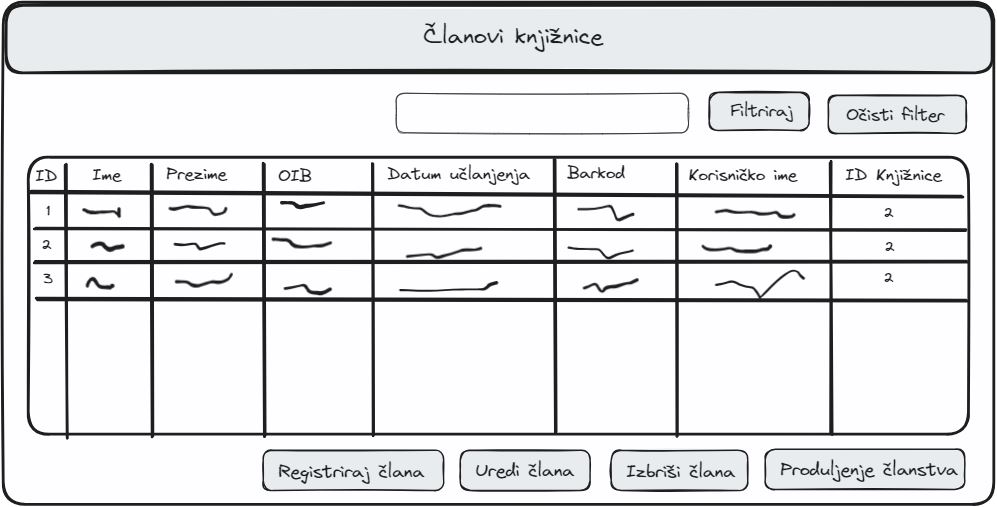 Članovi knjižnice
Filtriraj Očisti filter
ID Ime Prezime OIB Datum učlanjenja Barkod Korisničko ime ID Knjižnice
1 2
2 2
3 2
Registriraj člana Uredi člana Izbriši člana Produljenje članstva